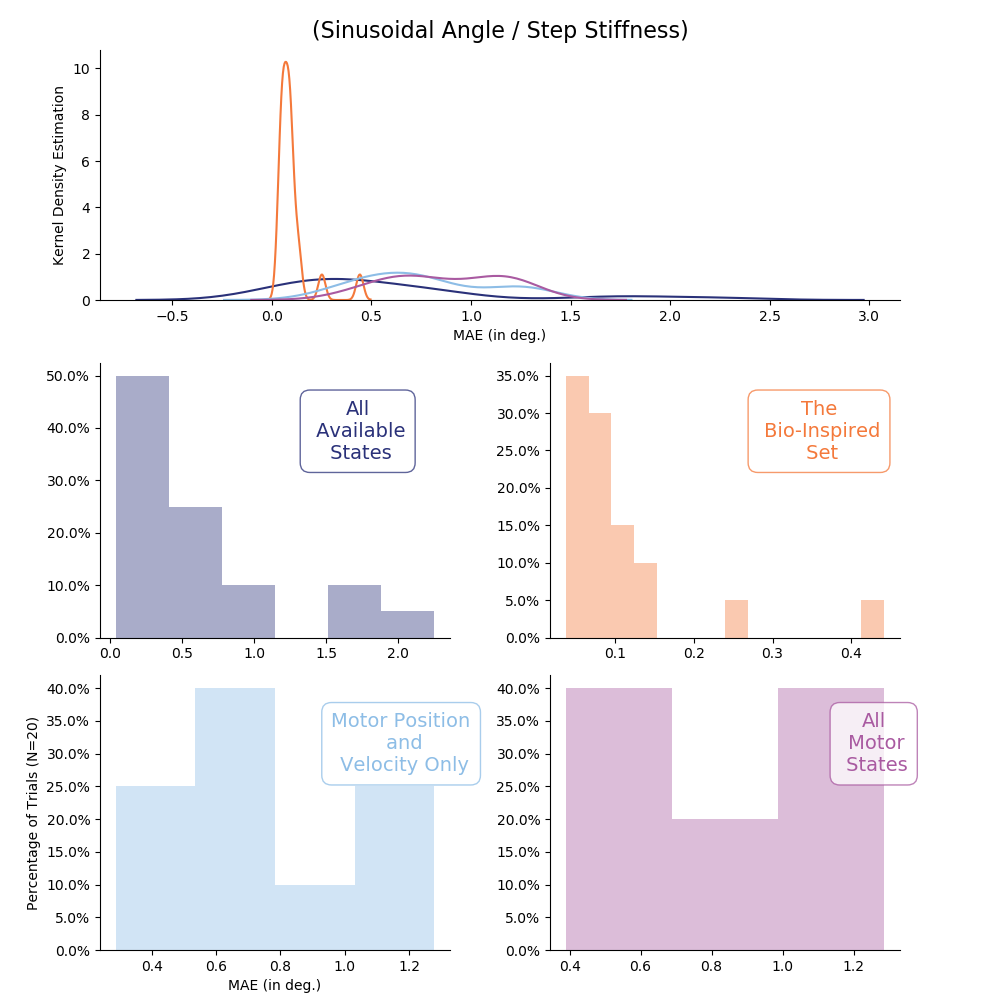 (Sinusoidal Angle / Step Stiffness)
10
8
6
4
2
0
Kernel Density Estimation
−0.5 0.0 0.5 1.0 1.5 2.0 2.5 3.0
MAE (in deg.)
50.0%
40.0%
30.0%
20.0%
10.0%
0.0%
All
Available
States
0.0 0.5 1.0 1.5 2.0
35.0%
30.0%
25.0%
20.0%
15.0%
10.0%
5.0%
0.0%
The
Bio-Inspired
Set
0.1 0.2 0.3 0.4
Percentage of Trials (N=20)
40.0%
35.0%
30.0%
25.0%
20.0%
15.0%
10.0%
5.0%
0.0%
Motor Position
and
Velocity Only
0.4 0.6 0.8 1.0 1.2
MAE (in deg.)
40.0%
35.0%
30.0%
25.0%
20.0%
15.0%
10.0%
5.0%
0.0%
All
Motor
States
0.4 0.6 0.8 1.0 1.2